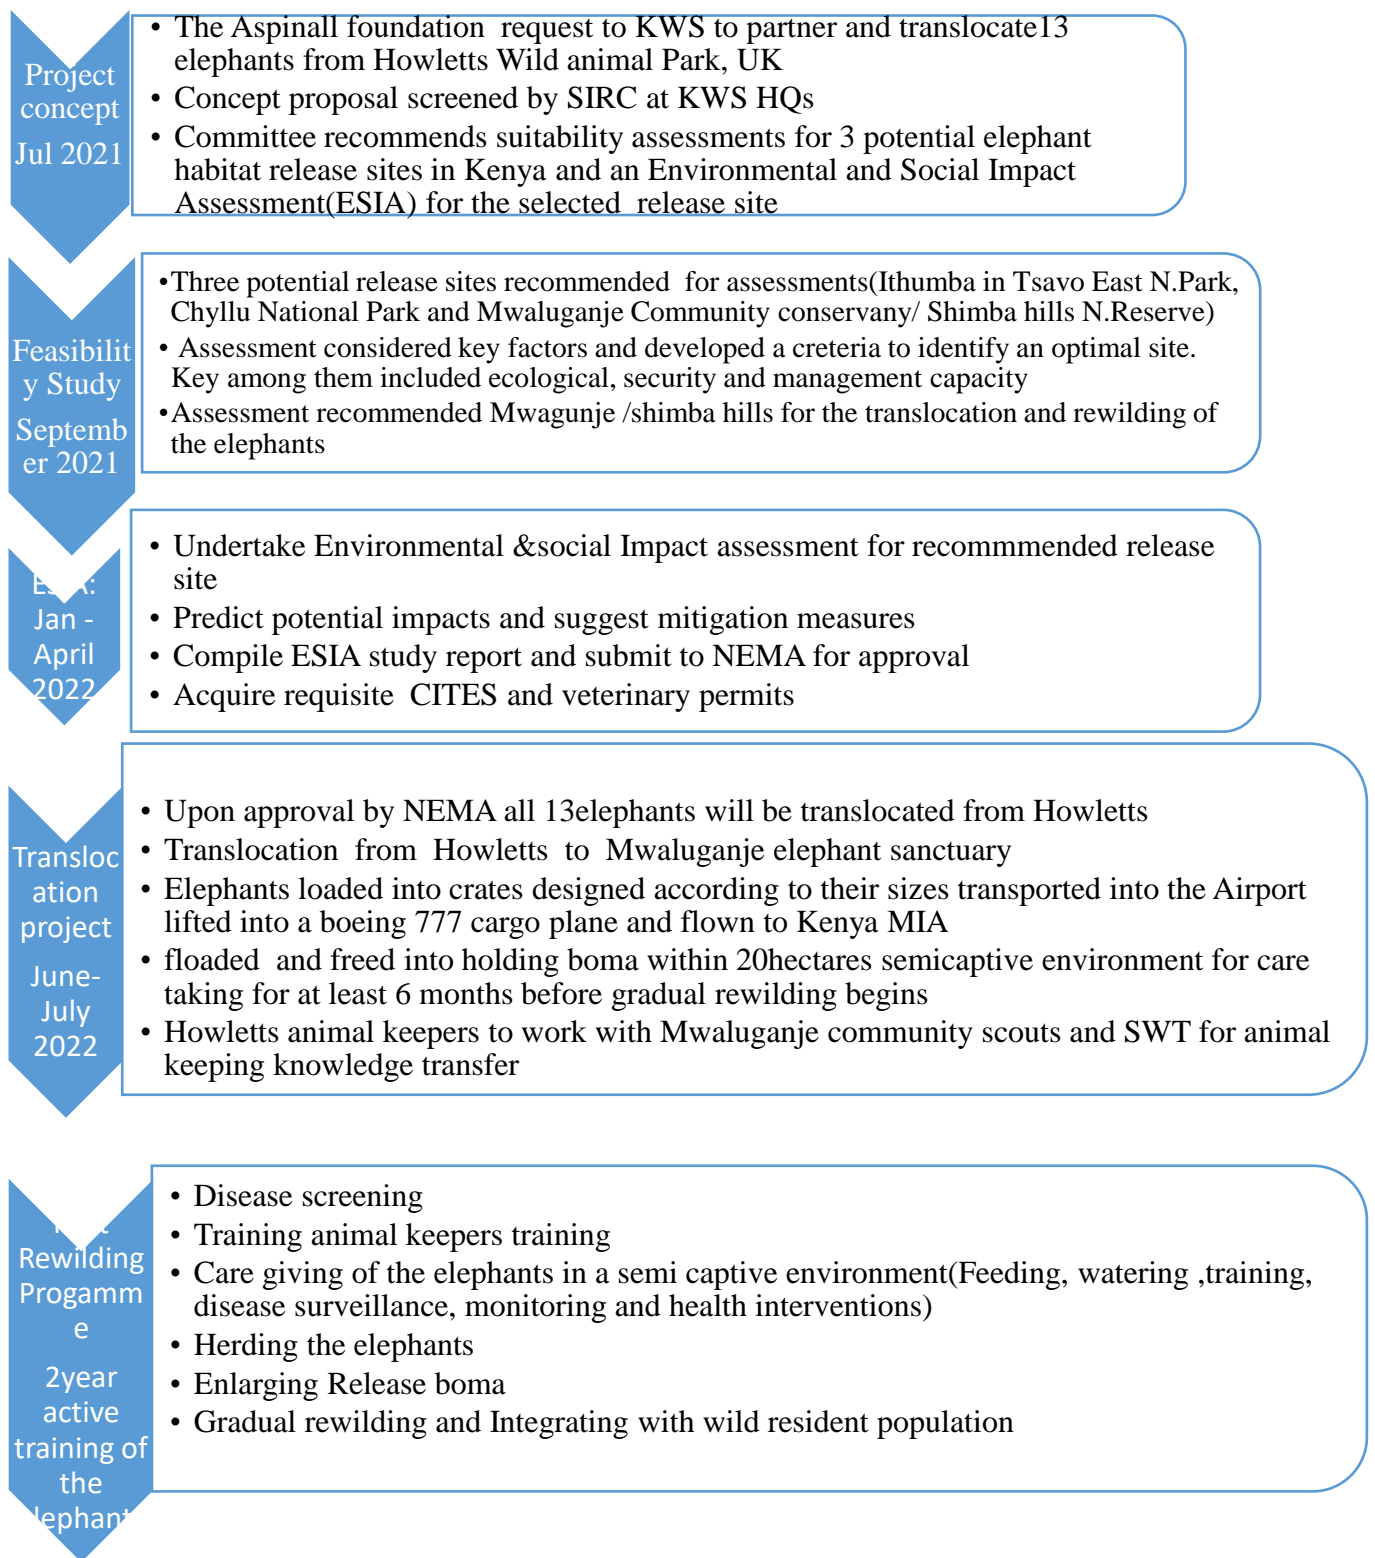 Project
concept
Jul 2021
• The Aspinall foundation request to KWS to partner and translocate13
elephants from Howletts Wild animal Park, UK
• Concept proposal screened by SIRC at KWS HQs
• Committee recommends suitability assessments for 3 potential elephant
habitat release sites in Kenya and an Environmental and Social Impact
Assessment(ESIA) for the selected release site
Feasibilit
y Study
Septemb
er 2021
•Three potential release sites recommended for assessments(Ithumba in Tsavo East N.Park,
Chyllu National Park and Mwaluganje Community conservany/ Shimba hills N.Reserve)
• Assessment considered key factors and developed a creteria to identify an optimal site.
Key among them included ecological, security and management capacity
•Assessment recommended Mwagunje /shimba hills for the translocation and rewilding of
the elephants
ESIA:
Jan -
April
2022
• Undertake Environmental &social Impact assessment for recommmended release
site
• Predict potential impacts and suggest mitigation measures
• Compile ESIA study report and submit to NEMA for approval
• Acquire requisite CITES and veterinary permits
Transloc
ation
project
June-
July
2022
• Upon approval by NEMA all 13elephants will be translocated from Howletts
• Translocation from Howletts to Mwaluganje elephant sanctuary
• Elephants loaded into crates designed according to their sizes transported into the Airport
lifted into a boeing 777 cargo plane and flown to Kenya MIA
• floaded and freed into holding boma within 20hectares semicaptive environment for care
taking for at least 6 months before gradual rewilding begins
• Howletts animal keepers to work with Mwaluganje community scouts and SWT for animal
keeping knowledge transfer
Rewilding
Progamm
e
2year
active
training of
the
elephant
• Disease screening
• Training animal keepers training
• Care giving of the elephants in a semi captive environment(Feeding, watering ,training,
disease surveillance, monitoring and health interventions)
• Herding the elephants
• Enlarging Release boma
• Gradual rewilding and Integrating with wild resident population